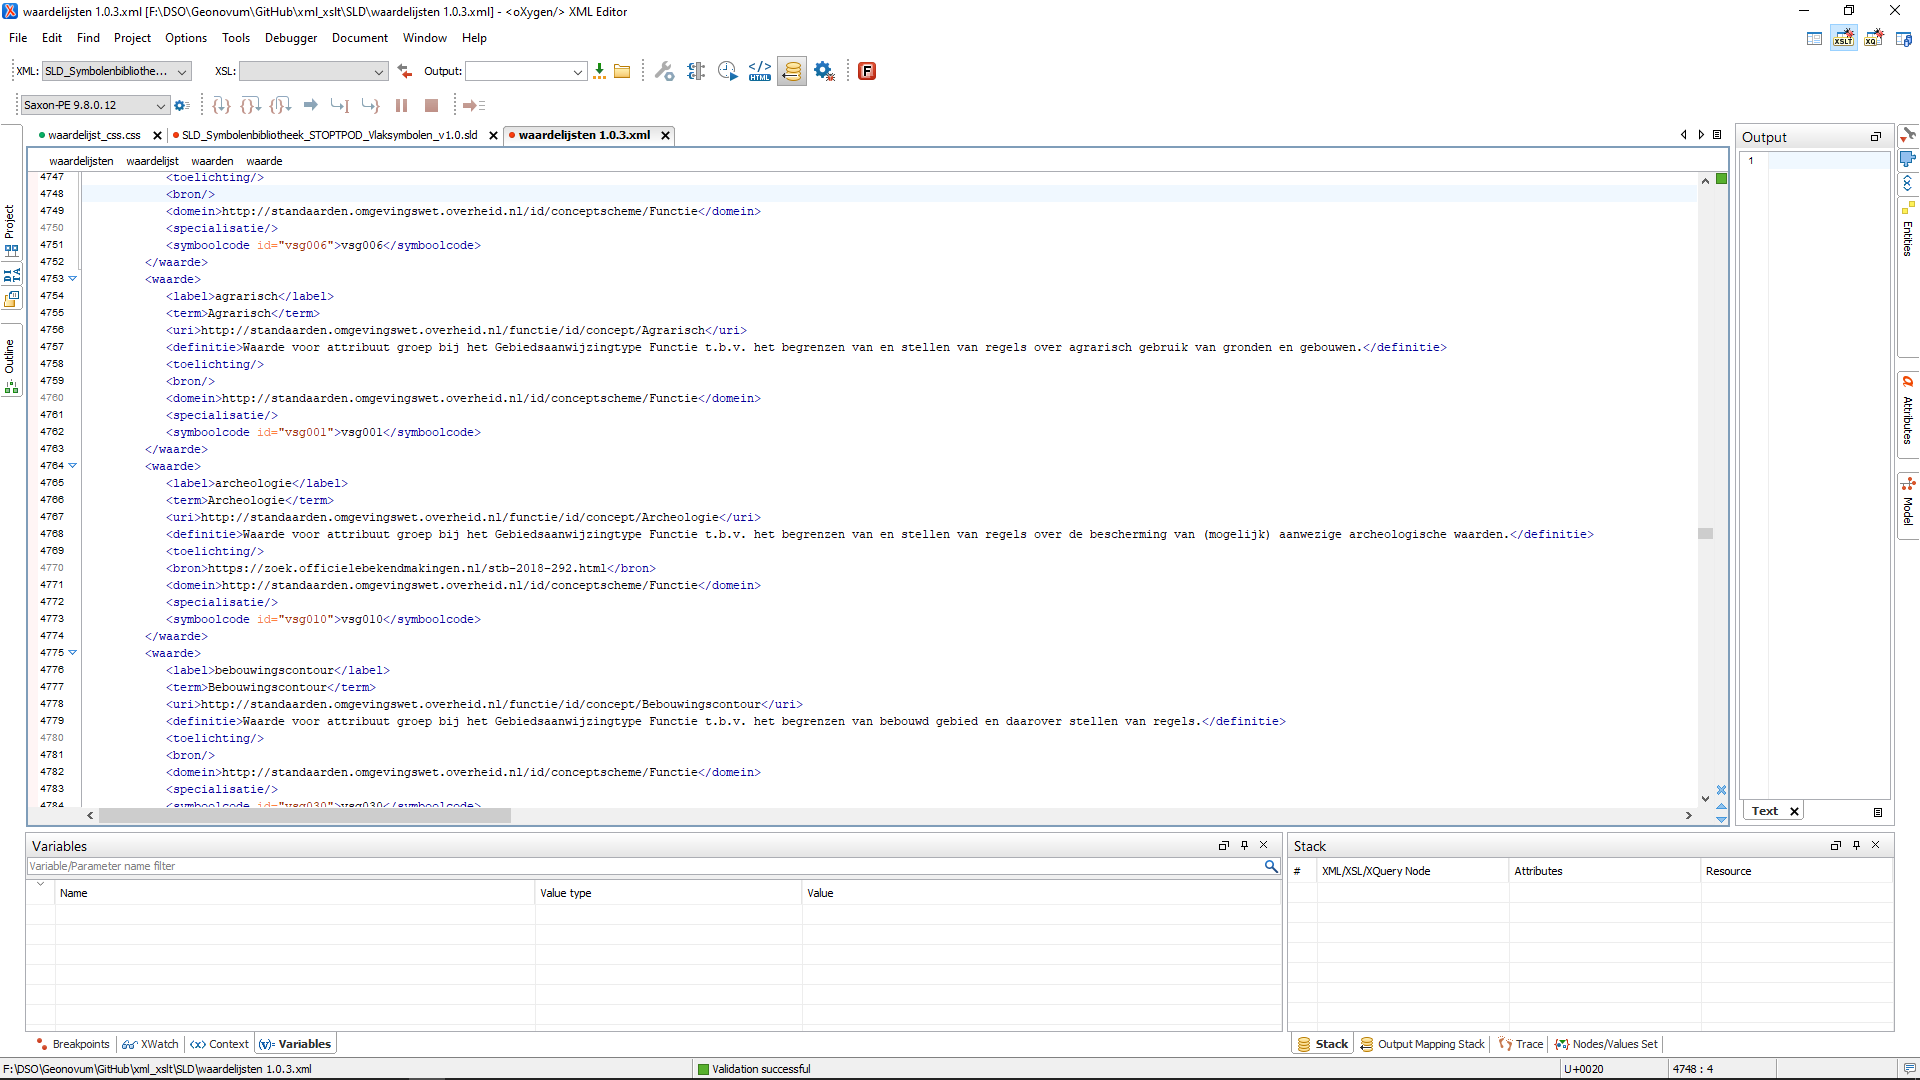 waardelijsten 1.0.3.xml [F:\DSO\Geonovum\GitHub\xml_xslt\SLD\waardelijsten 1.0.3.xml] - <oXygen/> XML Editor
File Edit Find Project Options Tools Debugger Document Window Help
XML: SLD_Symbolenbibliothe... XSL: Output:
Saxon-PE 9.8.0.12
waardelijst_css.css SLD_Symbolenbibliotheek_STOPTPOD_Vlaksymbolen_v1.0.sld waardelijsten 1.0.3.xml
waardelijsten waardelijst waarden waarde
4747 <toelichting/>
4748 <bron/>
4749 <domein>http://standaarden.omgevingswet.overheid.nl/id/conceptscheme/Functie</domein>
4750 <specialisatie/>
4751 <symboolcode id="vsg006">vsg006</symboolcode>
4752 </waarde>
4753 <waarde>
4754 <label>agrarisch</label>
4755 <term>Agrarisch</term>
4756 <uri>http://standaarden.omgevingswet.overheid.nl/functie/id/concept/Agrarisch</uri>
4757 <definitie>Waarde voor attribuut groep bij het Gebiedsaanwijzingtype Functie t.b.v. het begrenzen van en stellen van regels over agrarisch gebruik van gronden en gebouwen.</definitie>
4758 <toelichting/>
4759 <bron/>
4760 <domein>http://standaarden.omgevingswet.overheid.nl/id/conceptscheme/Functie</domein>
4761 <specialisatie/>
4762 <symboolcode id="vsg001">vsg001</symboolcode>
4763 </waarde>
4764 <waarde>
4765 <label>archeologie</label>
4766 <term>Archeologie</term>
4767 <uri>http://standaarden.omgevingswet.overheid.nl/functie/id/concept/Archeologie</uri>
4768 <definitie>Waarde voor attribuut groep bij het Gebiedsaanwijzingtype Functie t.b.v. het begrenzen van en stellen van regels over de bescherming van (mogelijk) aanwezige archeologische waarden.</definitie>
4769 <toelichting/>
4770 <bron>https://zoek.officielebekendmakingen.nl/stb-2018-292.html</bron>
4771 <domein>http://standaarden.omgevingswet.overheid.nl/id/conceptscheme/Functie</domein>
4772 <specialisatie/>
4773 <symboolcode id="vsg010">vsg010</symboolcode>
4774 </waarde>
4775 <waarde>
4776 <label>bebouwingscontour</label>
4777 <term>Bebouwingscontour</term>
4778 <uri>http://standaarden.omgevingswet.overheid.nl/functie/id/concept/Bebouwingscontour</uri>
4779 <definitie>Waarde voor attribuut groep bij het Gebiedsaanwijzingtype Functie t.b.v. het begrenzen van bebouwd gebied en daarover stellen van regels.</definitie>
4780 <toelichting/>
4781 <bron/>
4782 <domein>http://standaarden.omgevingswet.overheid.nl/id/conceptscheme/Functie</domein>
4783 <specialisatie/>
4784 <symboolcode id="vsg030">vsg030</symboolcode>
Project
DITA
Outline
Output
1
Text
XSLT
XQ
HTML
F
Entities
Attributes
Model
Variables
Variable/Parameter name filter
Name Value type Value
Breakpoints XWatch Context Variables
Stack
# XML/XSL/XQuery Node Attributes Resource
Stack Output Mapping Stack Trace Nodes/Values Set
F:\DSO\Geonovum\GitHub\xml_xslt\SLD\waardelijsten 1.0.3.xml Validation successful U+0020 4748 : 4